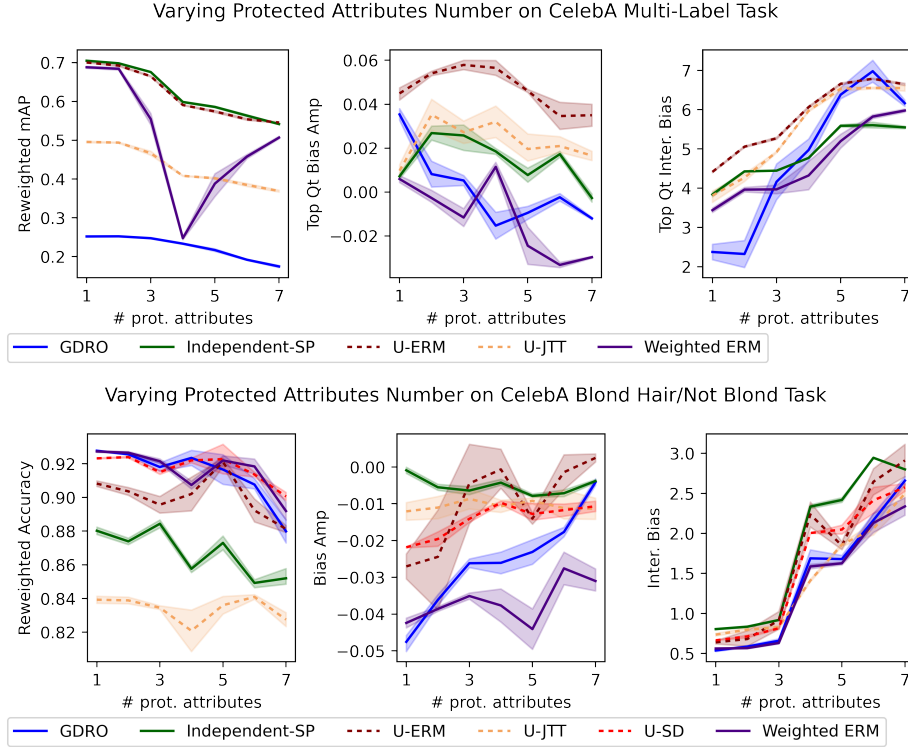 Varying Protected Attributes Number on CelebA Multi-Label Task
Reweighted mAP
0.7
0.6
0.5
0.4
0.3
0.2
1 3 5 7
# prot. attributes
Top Qt Bias Amp
0.06
0.04
0.02
0.00
−0.02
1 3 5 7
# prot. attributes
Top Qt Inter. Bias
7
6
5
4
3
2
1 3 5 7
# prot. attributes
GDRO Independent-SP U-ERM U-JTT Weighted ERM
Varying Protected Attributes Number on CelebA Blond Hair/Not Blond Task
Reweighted Accuracy
0.92
0.90
0.88
0.86
0.84
0.82
1 3 5 7
# prot. attributes
Bias Amp
0.00
−0.01
−0.02
−0.03
−0.04
−0.05
1 3 5 7
# prot. attributes
Inter. Bias
3.0
2.5
2.0
1.5
1.0
0.5
1 3 5 7
# prot. attributes
GDRO Independent-SP U-ERM U-JTT U-SD Weighted ERM